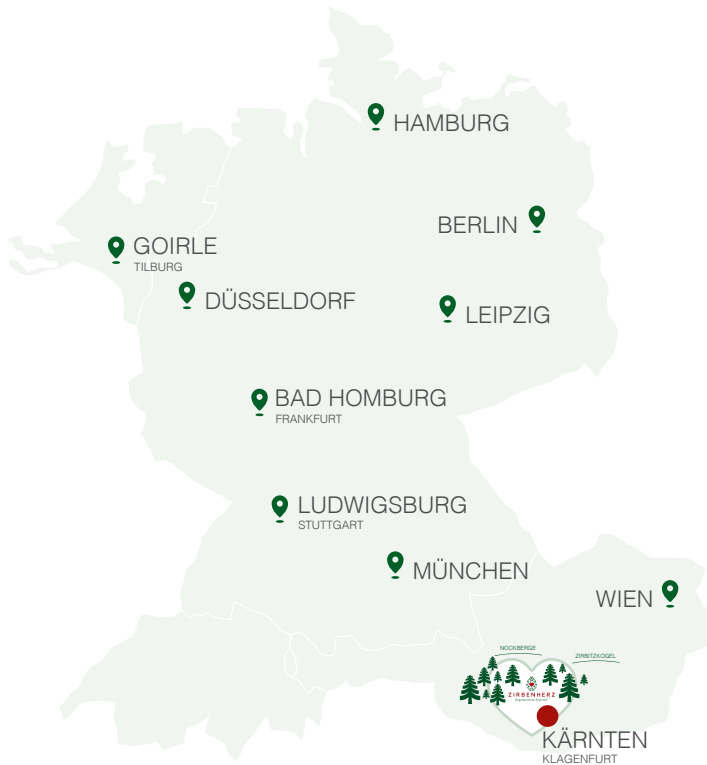 HAMBURG
BERLIN
GOIRLE
TILBURG
DÜSSELDORF
LEIPZIG
BAD HOMBURG
FRANKFURT
LUDWIGSBURG
STUTTGART
MÜNCHEN
WIEN
NOCKBERGE
ZIRBITZKOGEL
ZIRBENHERZ
KÄRNTEN
KLAGENFURT